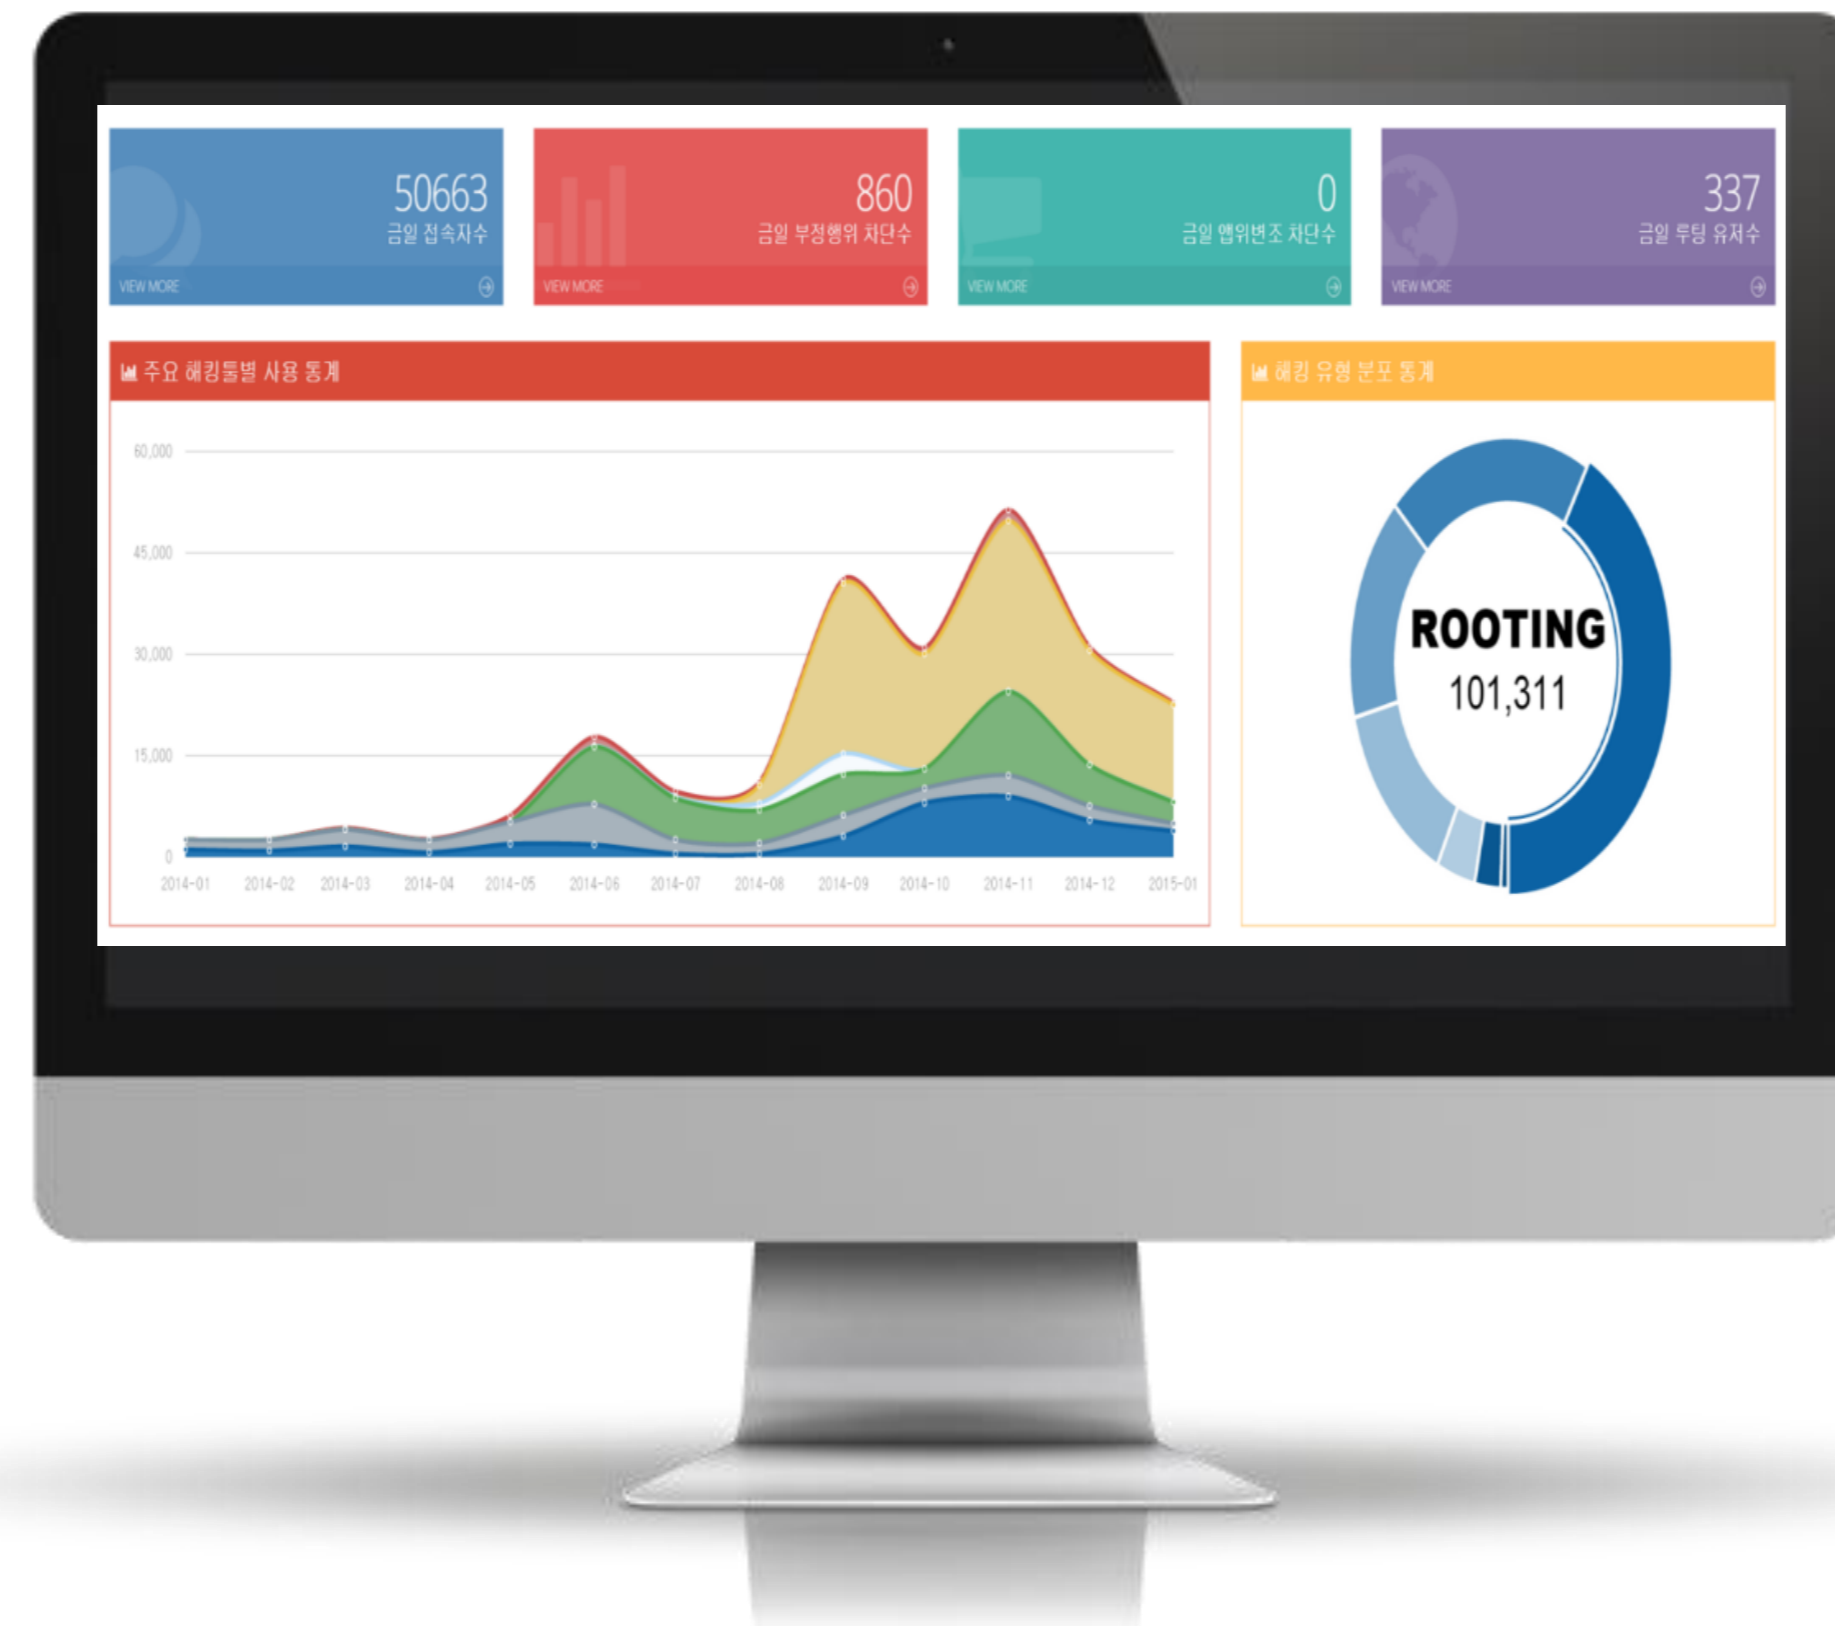 50663
금일 접속자수
VIEW MORE
860
금일 부정행위 차단수
VIEW MORE
0
금일 앱위변조 차단수
VIEW MORE
337
금일 루팅 유저수
VIEW MORE
주요 해킹툴별 사용 통계
60,000
45,000
30,000
15,000
0
2014-01 2014-02 2014-03 2014-04 2014-05 2014-06 2014-07 2014-08 2014-09 2014-10 2014-11 2014-12 2015-01
해킹 유형 분포 통계
ROOTING
101,311